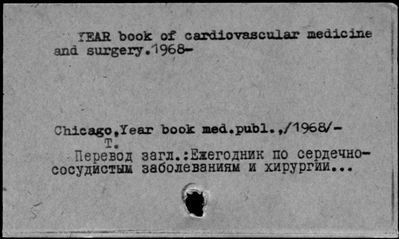 YEAR book of cardiovascular medicine
and surgery.1968-
Chicago,Year book med.publ.,/1968/-
Т.
Перевод загл.:Ежегодник по сердечно-
сосудистым заболеваниям и хирургии...